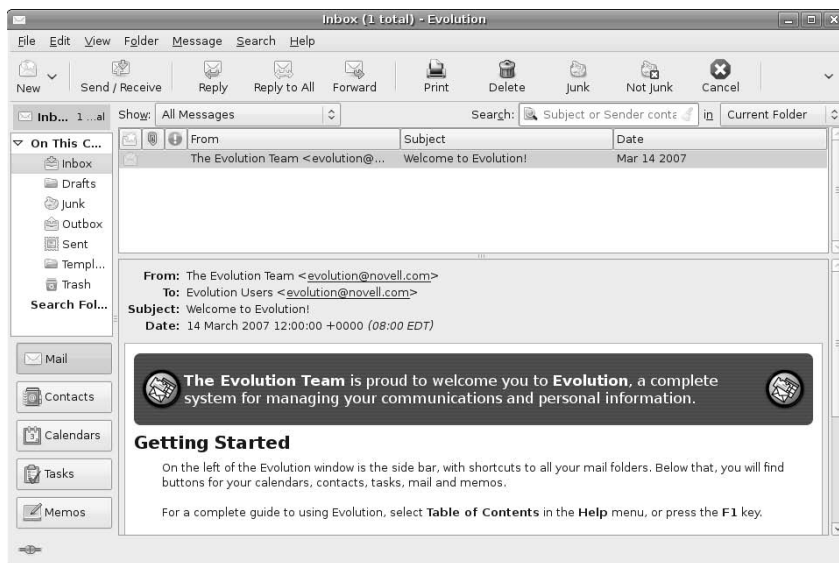 Inbox (1 total) - Evolution
File Edit View Folder Message Search Help
New Send / Receive Reply Reply to All Forward Print Delete Junk Not Junk Cancel
Inb... 1 ...al Show: All Messages Search: Subject or Sender conta in Current Folder
On This C...
Inbox
Drafts
Junk
Outbox
Sent
Templ...
Trash
Search Fol...
Mail
Contacts
Calendars
Tasks
Memos
From Subject Date
The Evolution Team <evolution@... Welcome to Evolution! Mar 14 2007
From: The Evolution Team <evolution@novell.com>
To: Evolution Users <evolution@novell.com>
Subject: Welcome to Evolution!
Date: 14 March 2007 12:00:00 +0000 (08:00 EDT)
The Evolution Team is proud to welcome you to Evolution, a complete
system for managing your communications and personal information.
Getting Started
On the left of the Evolution window is the side bar, with shortcuts to all your mail folders. Below that, you will find
buttons for your calendars, contacts, tasks, mail and memos.
For a complete guide to using Evolution, select Table of Contents in the Help menu, or press the F1 key.